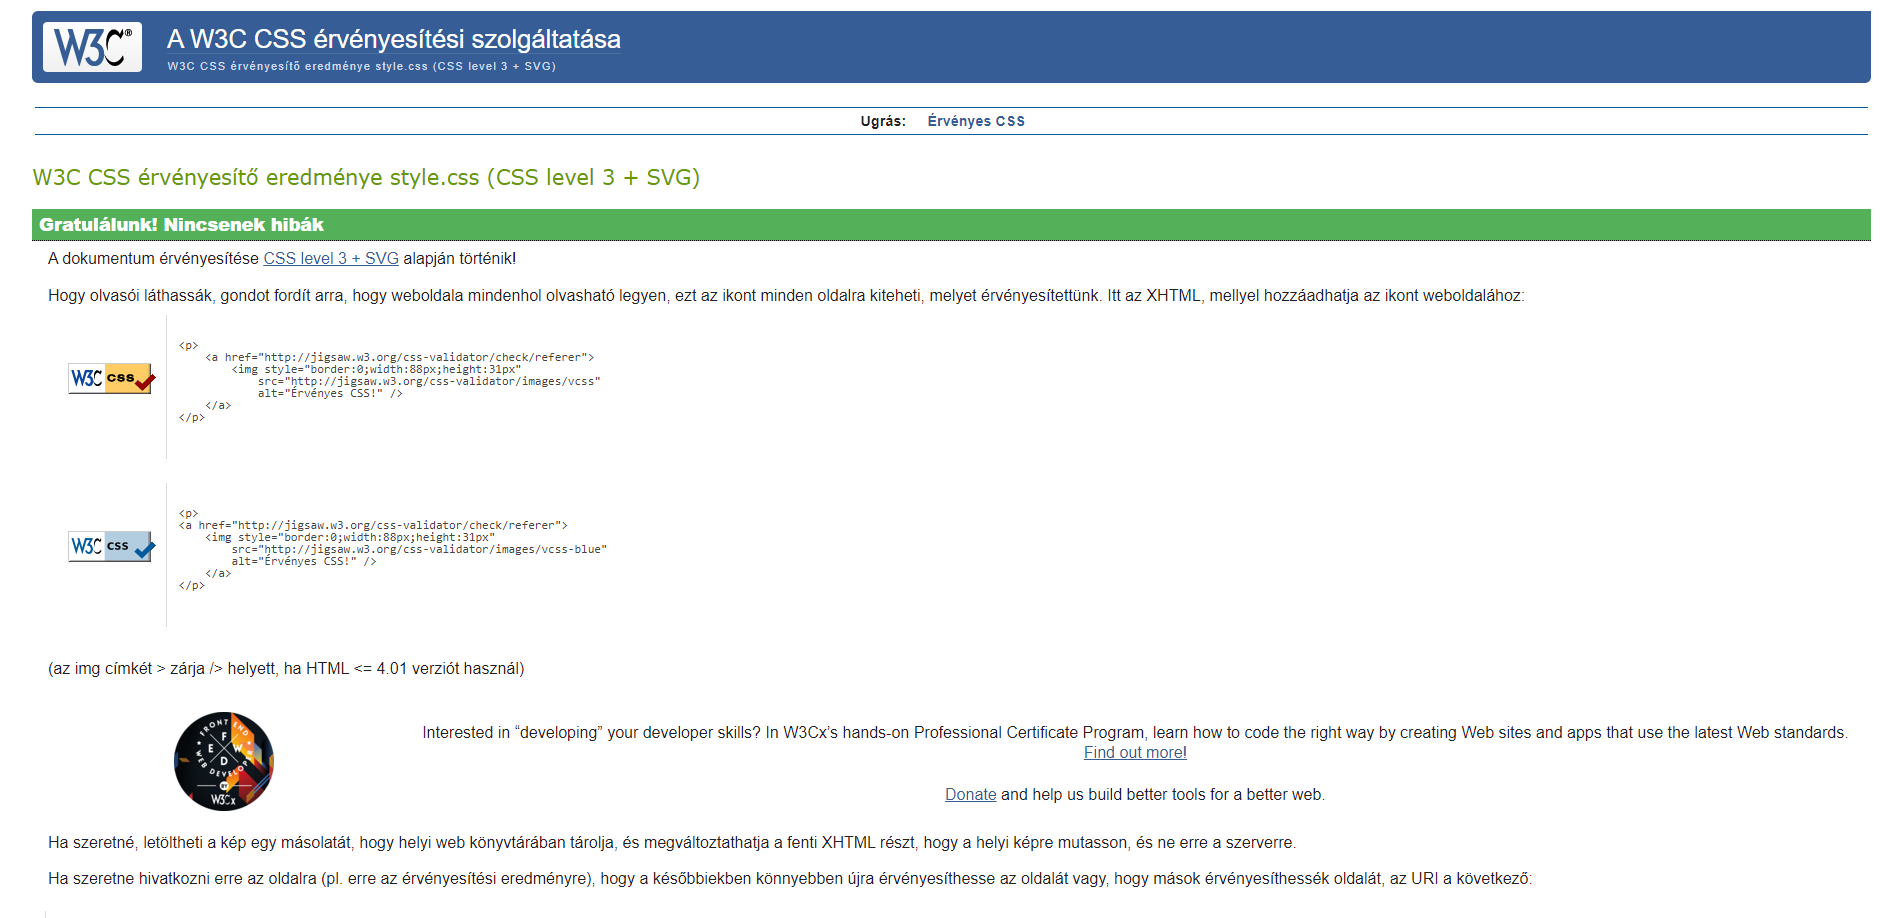 W3C®
A W3C CSS érvényesítési szolgáltatása
W3C CSS érvényesítő eredménye style.css (CSS level 3 + SVG)
Ugrás: Érvényes CSS
W3C CSS érvényesítő eredménye style.css (CSS level 3 + SVG)
Gratulálunk! Nincsenek hibák
A dokumentum érvényesítése CSS level 3 + SVG alapján történik!
Hogy olvasói láthassák, gondot fordít arra, hogy weboldala mindenhol olvasható legyen, ezt az ikont minden oldalra kiteheti, melyet érvényesítettünk. Itt az XHTML, mellyel hozzáadhatja az ikont weboldalához:
W3C css
<p>
<a href="http://jigsaw.w3.org/css-validator/check/referer">
<img style="border:0;width:88px;height:31px"
src="http://jigsaw.w3.org/css-validator/images/vcss"
alt="Érvényes CSS!" />
</a>
</p>
W3C css
<p>
<a href="http://jigsaw.w3.org/css-validator/check/referer">
<img style="border:0;width:88px;height:31px"
src="http://jigsaw.w3.org/css-validator/images/vcss-blue"
alt="Érvényes CSS!" />
</a>
</p>
(az img címkét > zárja /> helyett, ha HTML <= 4.01 verziót használ)
FRONT END
F E W D
WEB DEVELOPER
BY
W3Cx
Interested in “developing” your developer skills? In W3Cx’s hands-on Professional Certificate Program, learn how to code the right way by creating Web sites and apps that use the latest Web standards.
Find out more!
Donate and help us build better tools for a better web.
Ha szeretné, letöltheti a kép egy másolatát, hogy helyi web könyvtárában tárolja, és megváltoztathatja a fenti XHTML részt, hogy a helyi képre mutasson, és ne erre a szerverre.
Ha szeretne hivatkozni erre az oldalra (pl. erre az érvényesítési eredményre), hogy a későbbiekben könnyebben újra érvényesíthesse az oldalát vagy, hogy mások érvényesíthessék oldalát, az URI a következő: